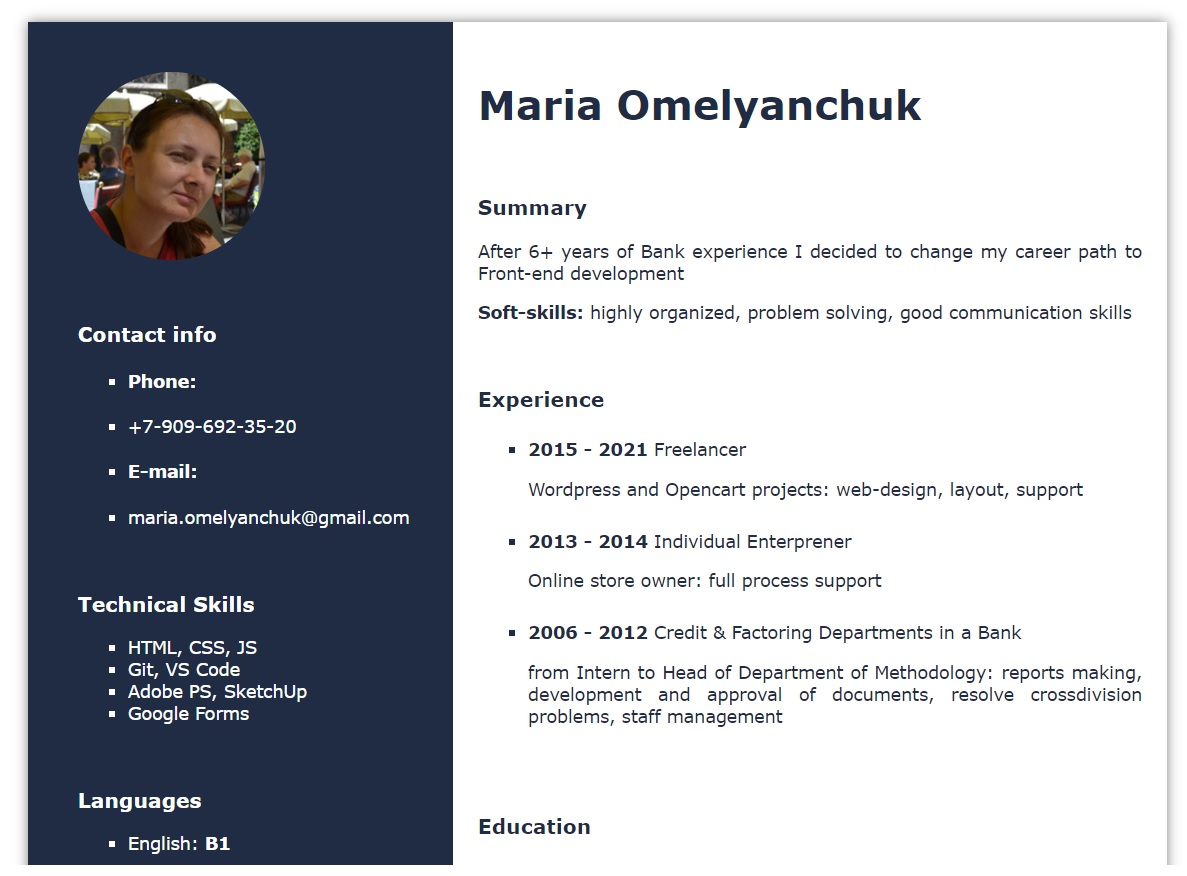 Maria Omelyanchuk
Contact info
Phone:
+7-909-692-35-20
E-mail:
maria.omelyanchuk@gmail.com
Technical Skills
HTML, CSS, JS
Git, VS Code
Adobe PS, SketchUp
Google Forms
Languages
English: B1
Summary
After 6+ years of Bank experience I decided to change my career path to
Front-end development
Soft-skills: highly organized, problem solving, good communication skills
Experience
2015 - 2021 Freelancer
Wordpress and Opencart projects: web-design, layout, support
2013 - 2014 Individual Enterprener
Online store owner: full process support
2006 - 2012 Credit & Factoring Departments in a Bank
from Intern to Head of Department of Methodology: reports making,
development and approval of documents, resolve crossdivision
problems, staff management
Education